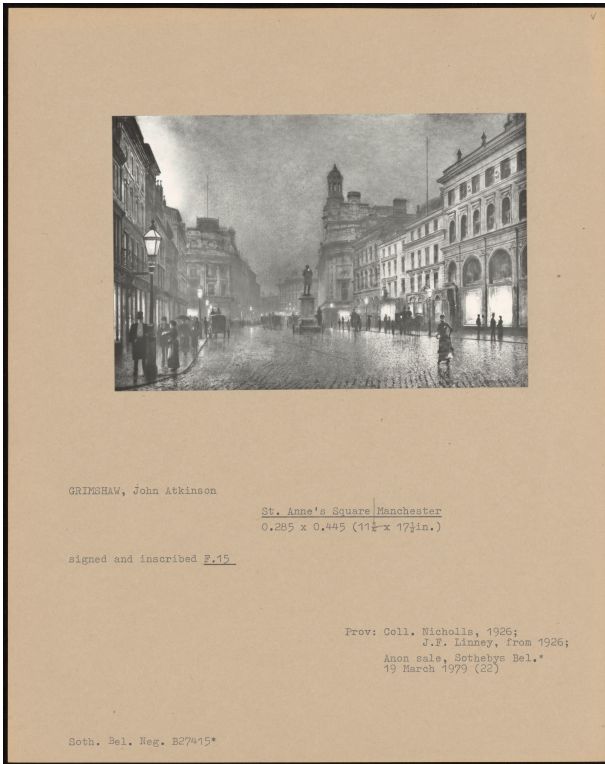 GRIMSHAW, John Atkinson
St. Anne's Square Manchester
0.285 x 0.445 (11¼ x 17½in.)
signed and inscribed F.15
Prov: Coll. Nicholls, 1926;
J.F. Linney, from 1926;
Anon sale, Sothebys Bel.*
19 March 1979 (22)
Soth. Bel. Neg. B27415*